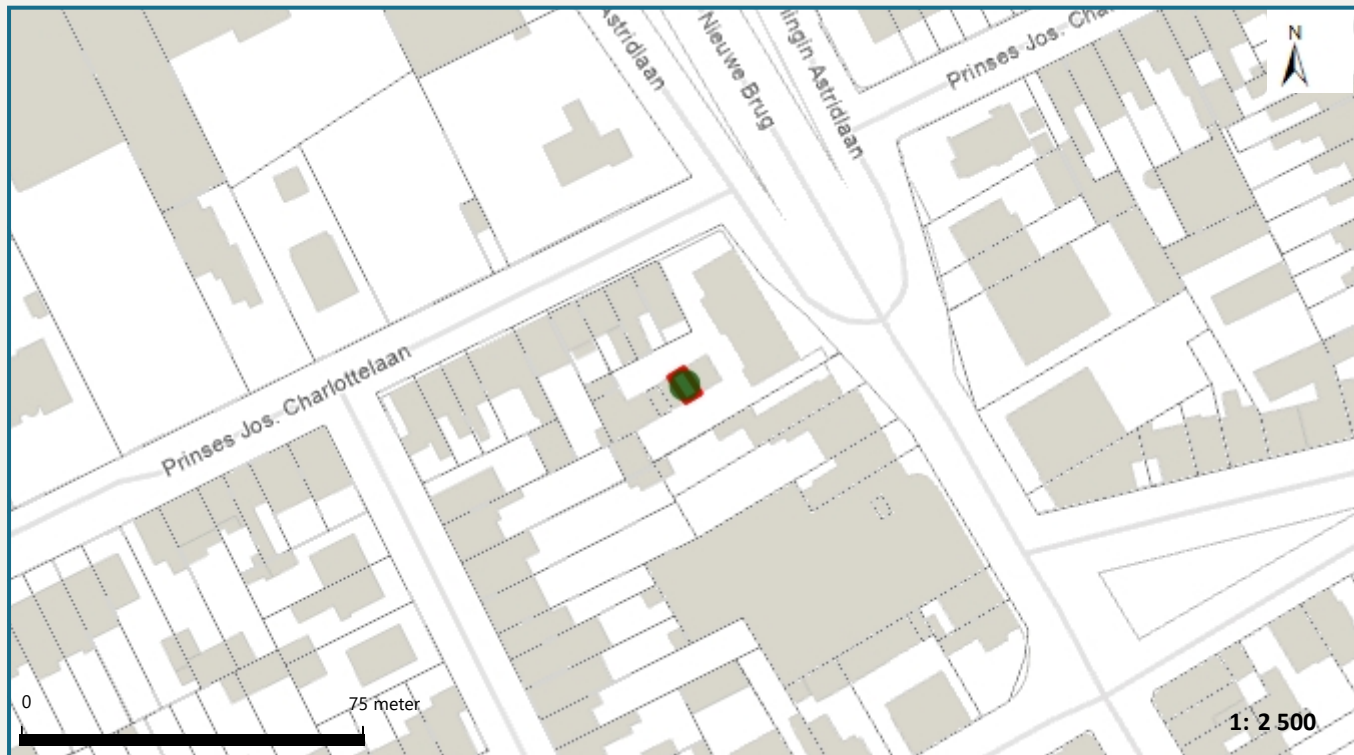 Astridlaan
Nieuwe Brug
ingin Astridlaan
Prinses Jos. Cha
N
Prinses Jos. Charlottelaan
0
75 meter
1: 2 500